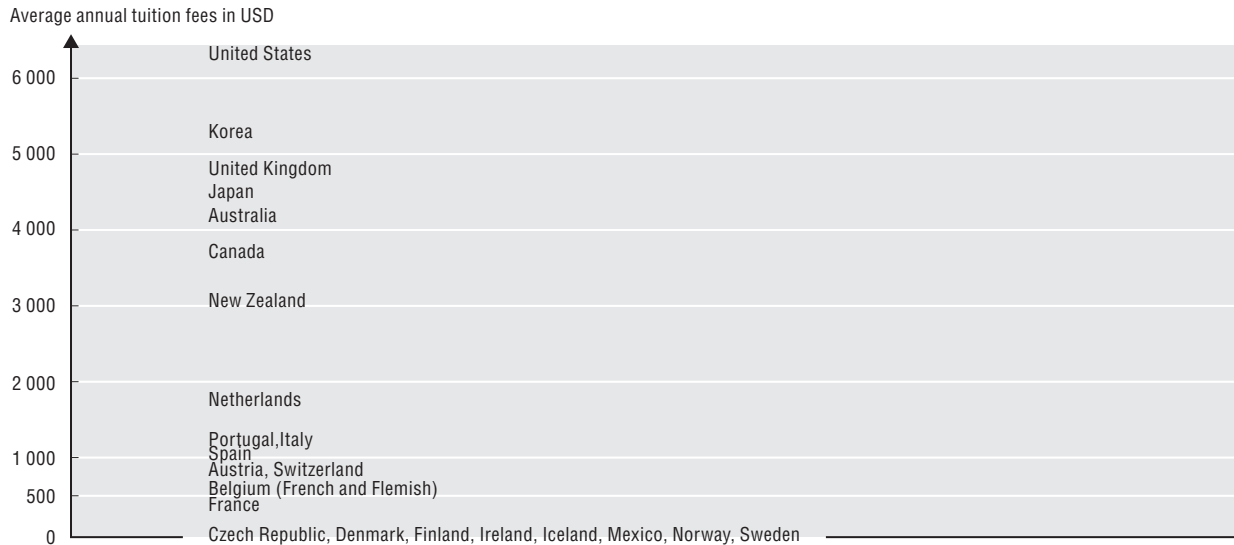 Average annual tuition fees in USD
United States
6 000
Korea
5 000
United Kingdom
Japan
Australia
4 000
Canada
3 000
New Zealand
2 000
Netherlands
Portugal,Italy
Spain
1 000
Austria, Switzerland
Belgium (French and Flemish)
500
France
0
Czech Republic, Denmark, Finland, Ireland, Iceland, Mexico, Norway, Sweden